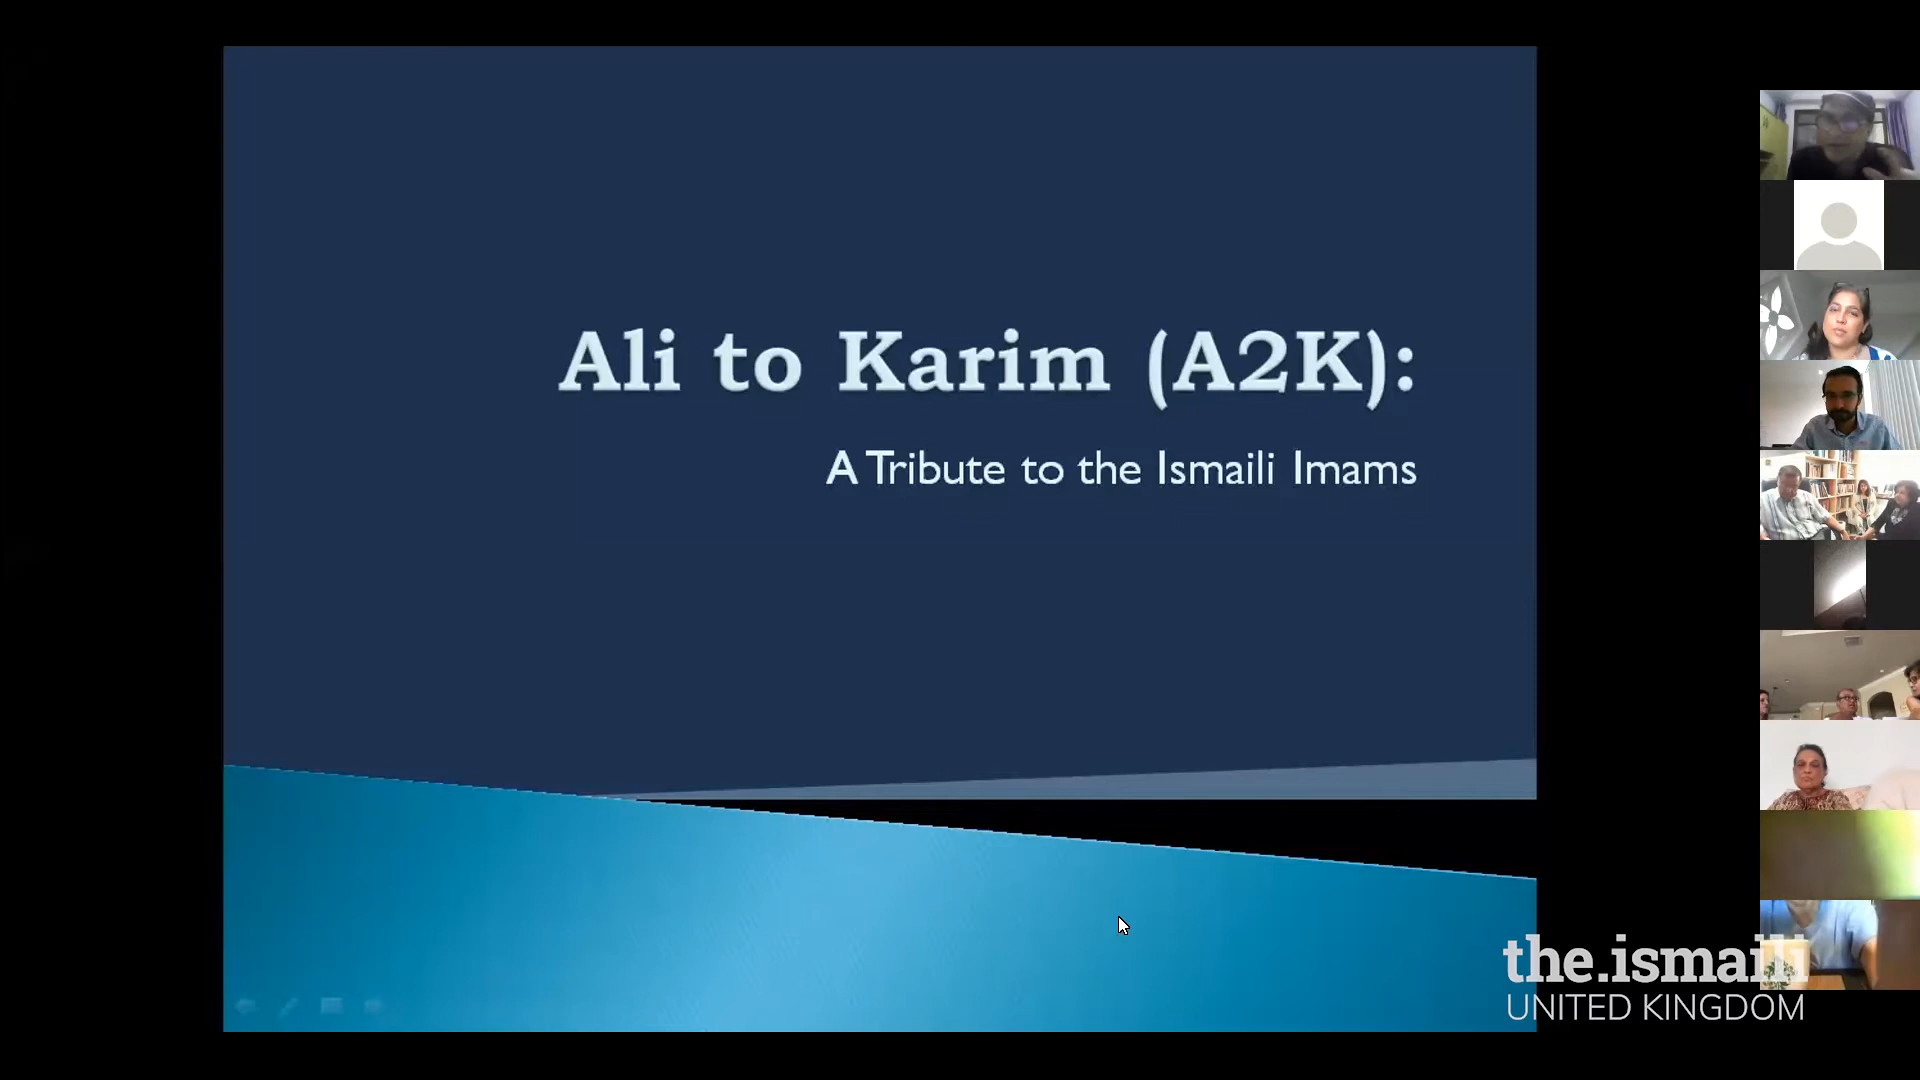 Ali to Karim (A2K):
A Tribute to the Ismaili Imams
the.ismaili
UNITED KINGDOM